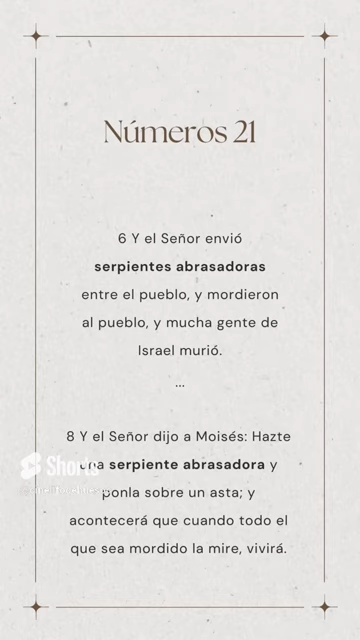 Números 21
6 Y el Señor envió
serpientes abrasadoras
entre el pueblo, y mordieron
al pueblo, y mucha gente de
Israel murió.
...
8 Y el Señor dijo a Moisés: Hazte
una serpiente abrasadora y
Shorts
ponla sobre un asta; y
acontecerá que cuando todo el
que sea mordido la mire, vivirá.